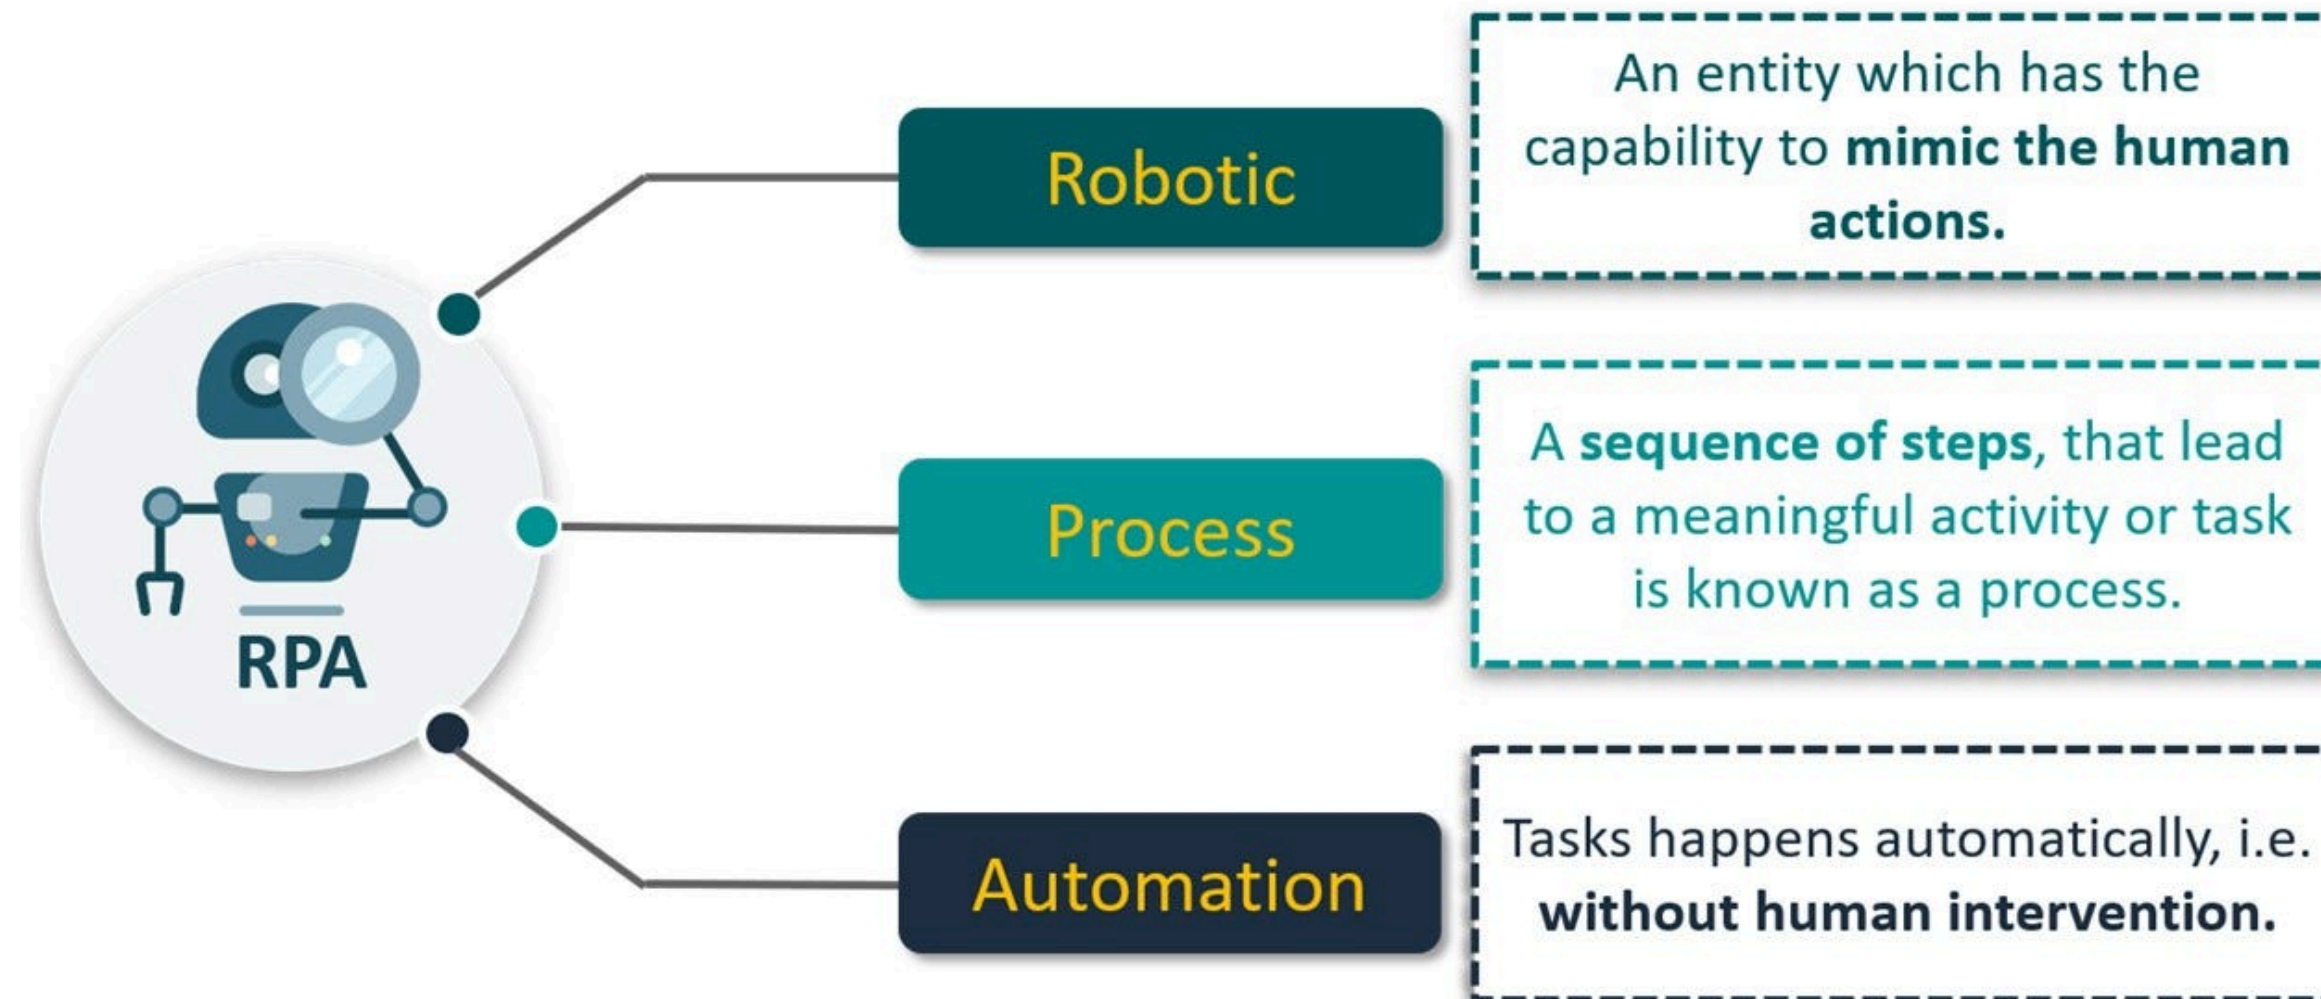 RPA
Robotic
An entity which has the
capability to mimic the human
actions.
Process
A sequence of steps, that lead
to a meaningful activity or task
is known as a process.
Automation
Tasks happens automatically, i.e.
without human intervention.